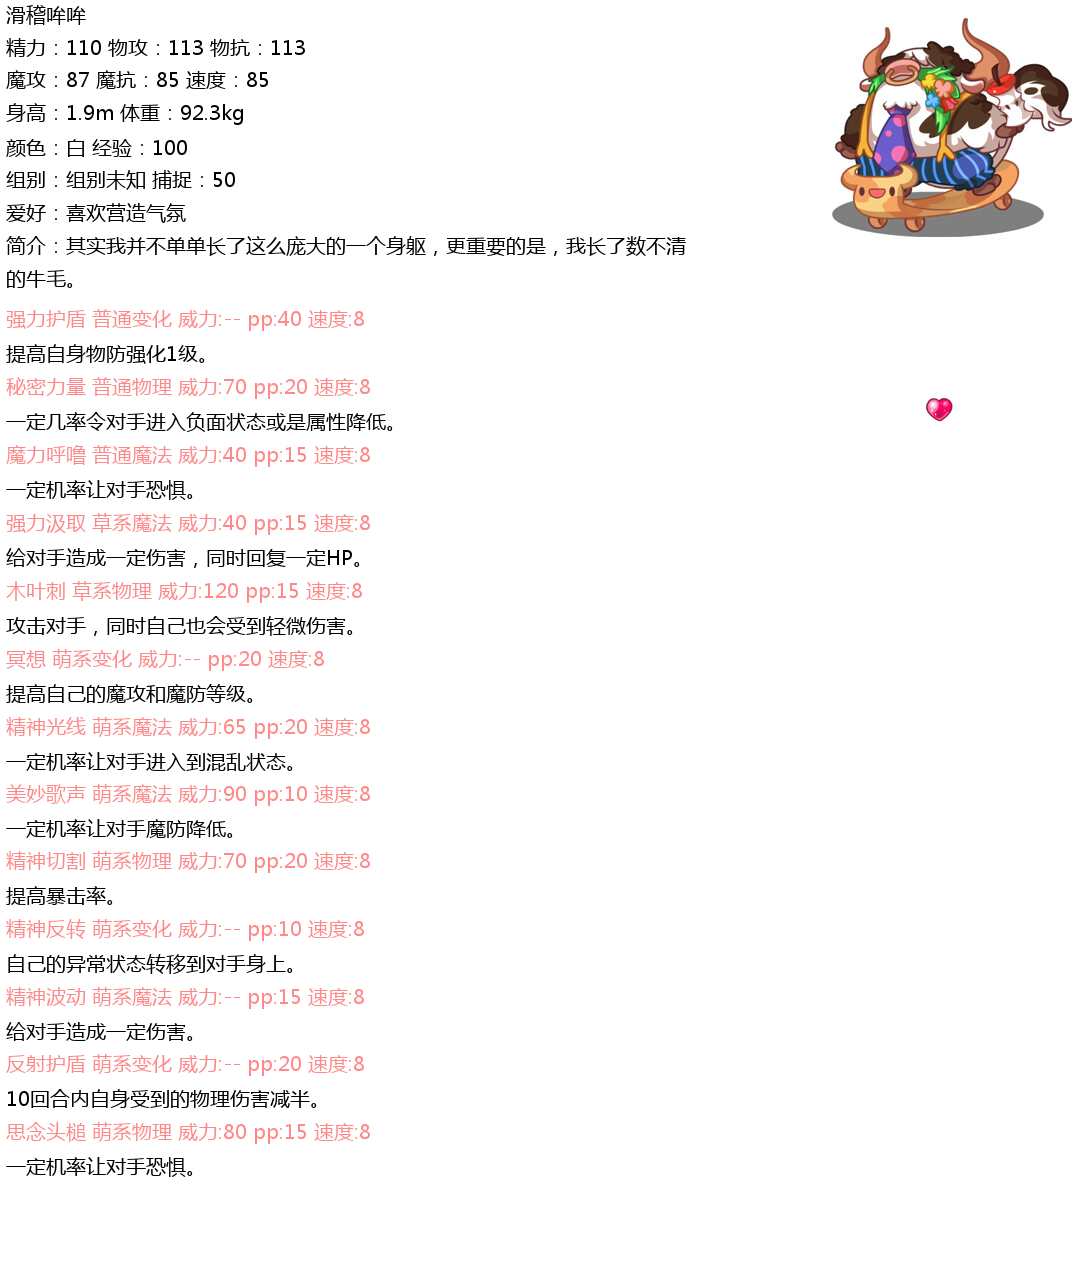 滑稽哞哞
精力：110 物攻：113 物抗：113
魔攻：87 魔抗：85 速度：85
身高：1.9m 体重：92.3kg
颜色：白 经验：100
组别：组别未知 捕捉：50
爱好：喜欢营造气氛
简介：其实我并不单单长了这么庞大的一个身躯，更重要的是，我长了数不清
的牛毛。
强力护盾 普通变化 威力:-- pp:40 速度:8
提高自身物防强化1级。
秘密力量 普通物理 威力:70 pp:20 速度:8
一定几率令对手进入负面状态或是属性降低。
魔力呼噜 普通魔法 威力:40 pp:15 速度:8
一定机率让对手恐惧。
强力汲取 草系魔法 威力:40 pp:15 速度:8
给对手造成一定伤害，同时回复一定HP。
木叶刺 草系物理 威力:120 pp:15 速度:8
攻击对手，同时自己也会受到轻微伤害。
冥想 萌系变化 威力:-- pp:20 速度:8
提高自己的魔攻和魔防等级。
精神光线 萌系魔法 威力:65 pp:20 速度:8
一定机率让对手进入到混乱状态。
美妙歌声 萌系魔法 威力:90 pp:10 速度:8
一定机率让对手魔防降低。
精神切割 萌系物理 威力:70 pp:20 速度:8
提高暴击率。
精神反转 萌系变化 威力:-- pp:10 速度:8
自己的异常状态转移到对手身上。
精神波动 萌系魔法 威力:-- pp:15 速度:8
给对手造成一定伤害。
反射护盾 萌系变化 威力:-- pp:20 速度:8
10回合内自身受到的物理伤害减半。
思念头槌 萌系物理 威力:80 pp:15 速度:8
一定机率让对手恐惧。